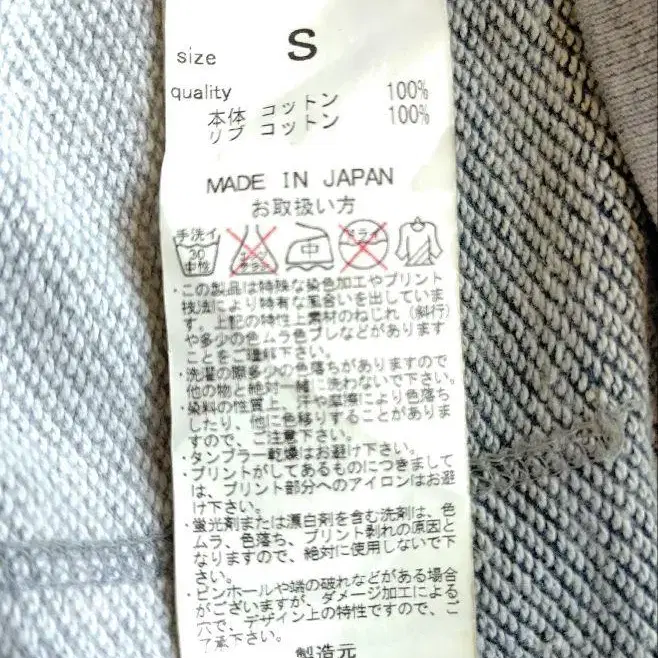 size S
quality
本体 コットン 100%
リブ コットン 100%
MADE IN JAPAN
お取扱い方
手洗イ
30
中性
中
ドライ
・この製品は特殊な染色加工やプリント
技法により特有な風合いを出していま
す。上記の特性上素材のねじれ(斜行)
や多少の色ムラ色ブレなどがあります
ことをご理解下さい。
・洗濯の際多少の色落ちがありますので
他の物と絶対一緒に洗わないで下さい。
・染料の性質上、汗や摩擦により色落ち
したり、他に色移りすることがありま
すので、ご注意下さい。
・タンブラー乾燥はお避け下さい。
・プリントがしてあるものにつきまして
は、プリント部分へのアイロンはお避
け下さい。
・蛍光剤または漂白剤を含む洗剤は、色
ムラ、色落ち、プリント剥れの原因と
なりますので、絶対に使用しないで下
さい。
・ピンホールや端の破れなどがある場合
がございますが、ダメージ加工による
穴で、デザイン上の特性ですので、ご
了承下さい。
製造元